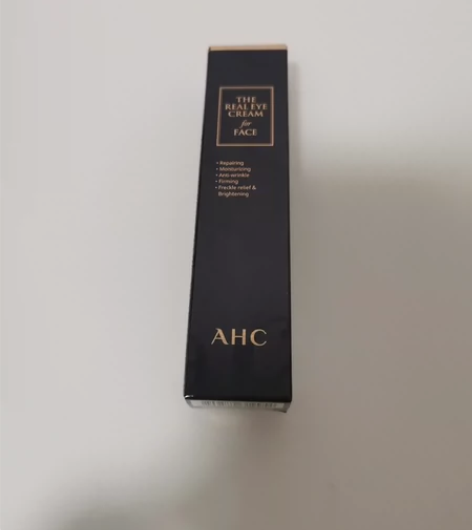 THE
REAL EYE
CREAM
for
FACE
• Repairing
• Moisturizing
• Anti-wrinkle
• Firming
• Freckle relief &
Brightening
AHC